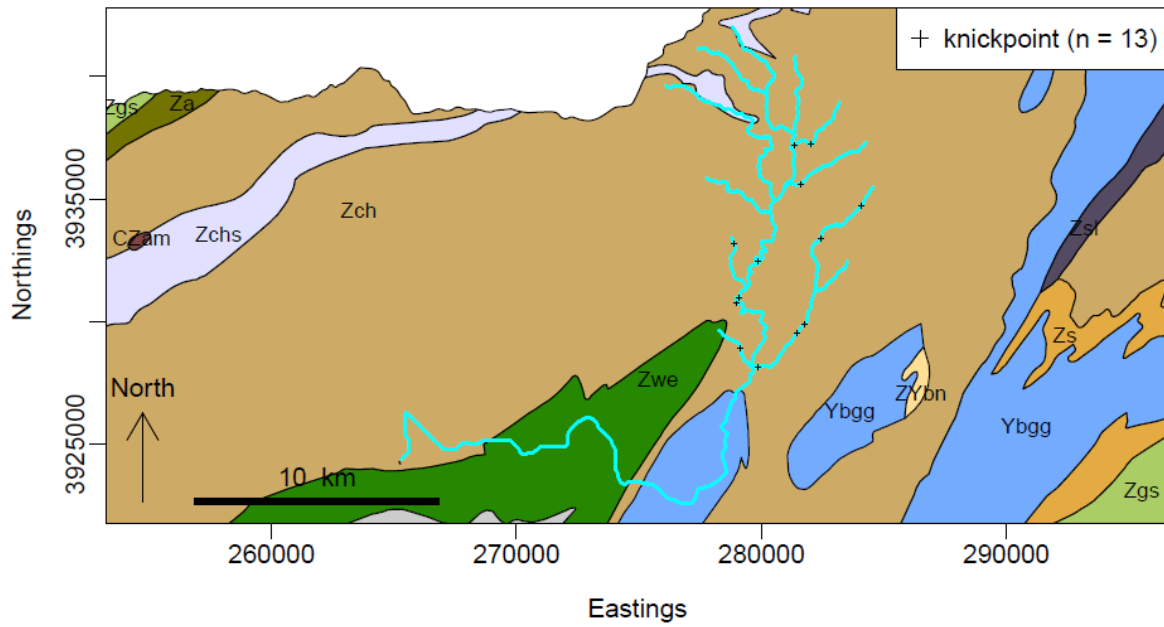 + knickpoint (n = 13)
Zgs
Za
3935000
Zch
CZam
Zchs
Zsl
Northings
Zs
North
Zwe
ZYbn
Ybgg
Ybgg
3925000
10 km
Zgs
260000
270000
280000
290000
Eastings